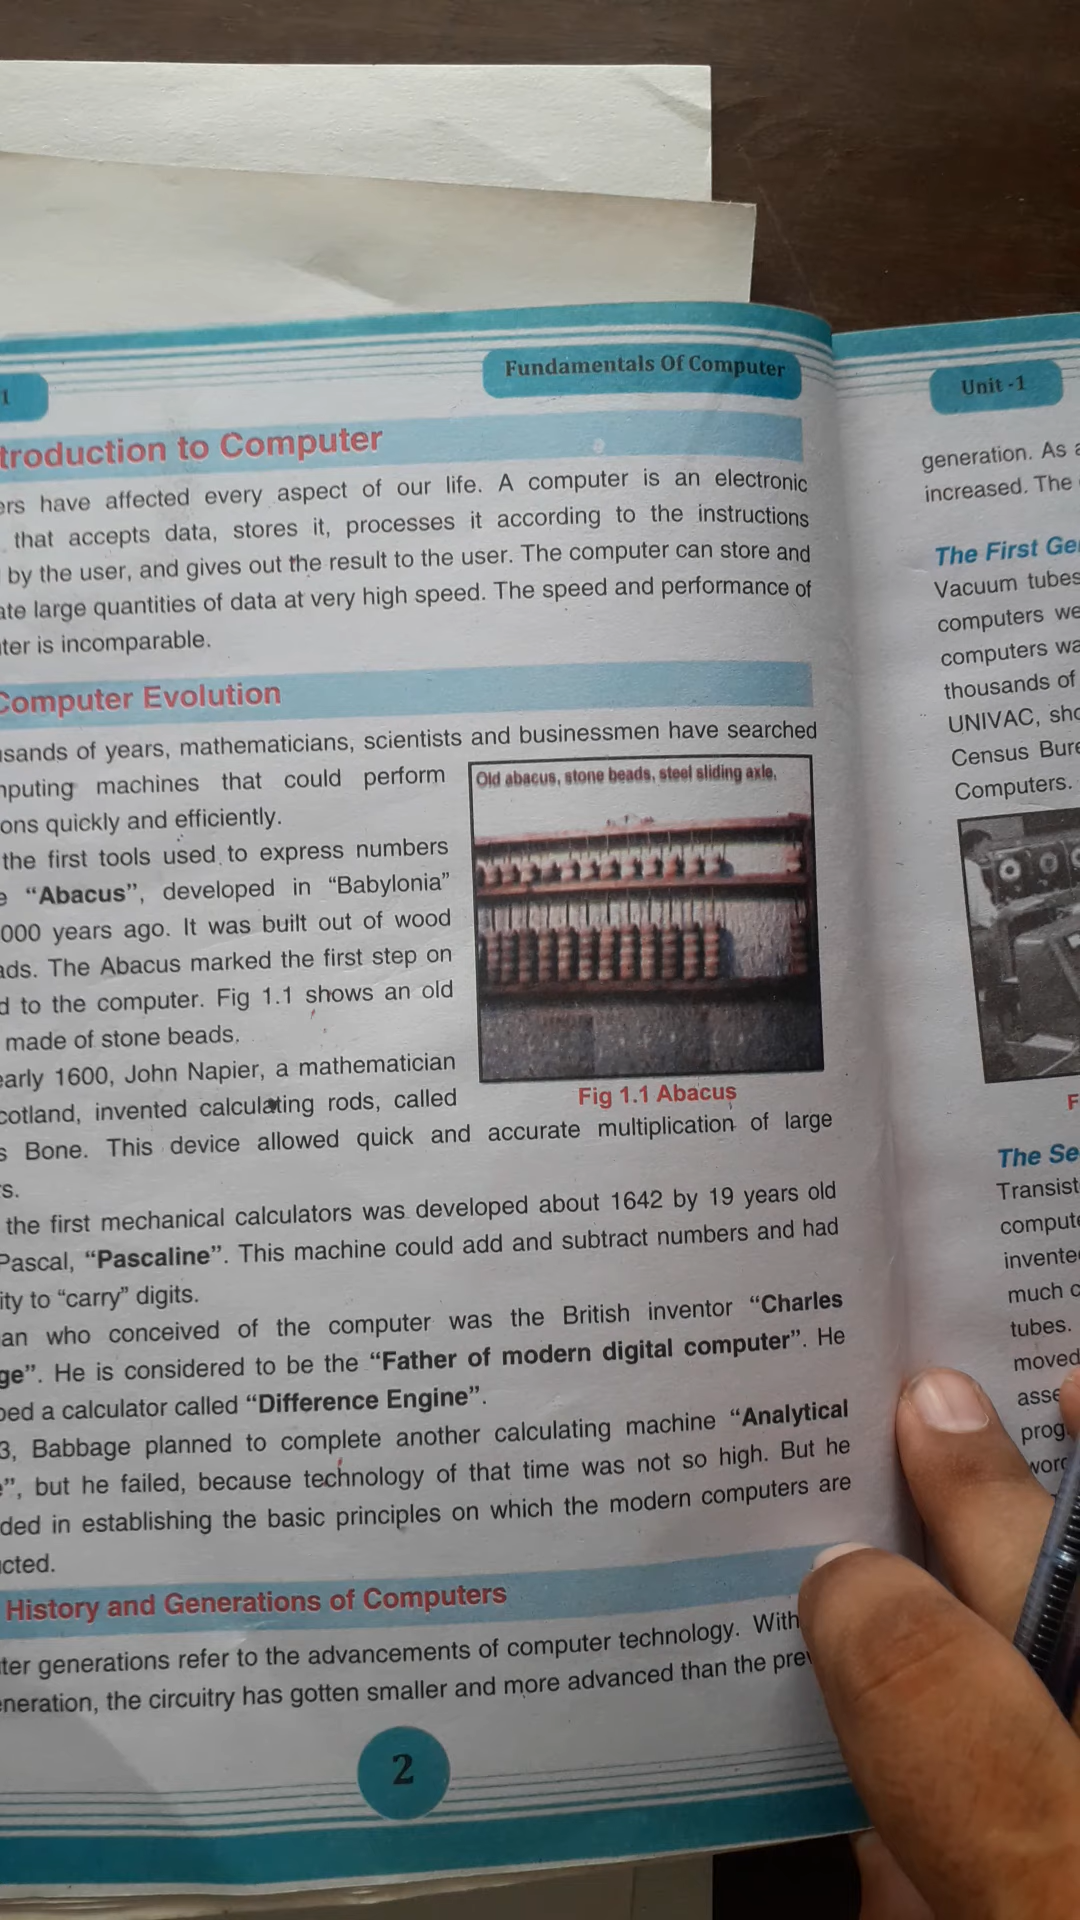 1
Fundamentals Of Computer
troduction to Computer
ers have affected every aspect of our life. A computer is an electronic
that accepts data, stores it, processes it according to the instructions
by the user, and gives out the result to the user. The computer can store and
ate large quantities of data at very high speed. The speed and performance of
ter is incomparable.
Computer Evolution
usands of years, mathematicians, scientists and businessmen have searched
nputing machines that could perform
ons quickly and efficiently.
the first tools used to express numbers
e “Abacus”, developed in “Babylonia”
000 years ago. It was built out of wood
ads. The Abacus marked the first step on
d to the computer. Fig 1.1 shows an old
made of stone beads.
Old abacus, stone beads, steel sliding axle.
Fig 1.1 Abacus
early 1600, John Napier, a mathematician
cotland, invented calculating rods, called
s Bone. This device allowed quick and accurate multiplication of large
rs.
the first mechanical calculators was developed about 1642 by 19 years old
Pascal, “Pascaline”. This machine could add and subtract numbers and had
ity to “carry” digits.
an who conceived of the computer was the British inventor “Charles
ge”. He is considered to be the “Father of modern digital computer”. He
ped a calculator called “Difference Engine”.
3, Babbage planned to complete another calculating machine “Analytical
e”, but he failed, because technology of that time was not so high. But he
ded in establishing the basic principles on which the modern computers are
ucted.
History and Generations of Computers
ter generations refer to the advancements of computer technology. With
eneration, the circuitry has gotten smaller and more advanced than the prev
2
Unit -1
generation. As a
increased. The
The First Ge
Vacuum tubes
computers we
computers wa
thousands of
UNIVAC, sho
Census Bure
Computers.
F
The Se
Transist
compute
invente
much c
tubes.
moved
asse
prog
word